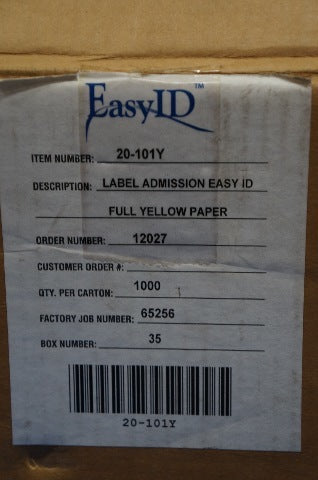 EasyID™
ITEM NUMBER: 20-101Y
DESCRIPTION: LABEL ADMISSION EASY ID
FULL YELLOW PAPER
ORDER NUMBER: 12027
CUSTOMER ORDER #:
QTY. PER CARTON: 1000
FACTORY JOB NUMBER: 65256
BOX NUMBER: 35
20-101Y